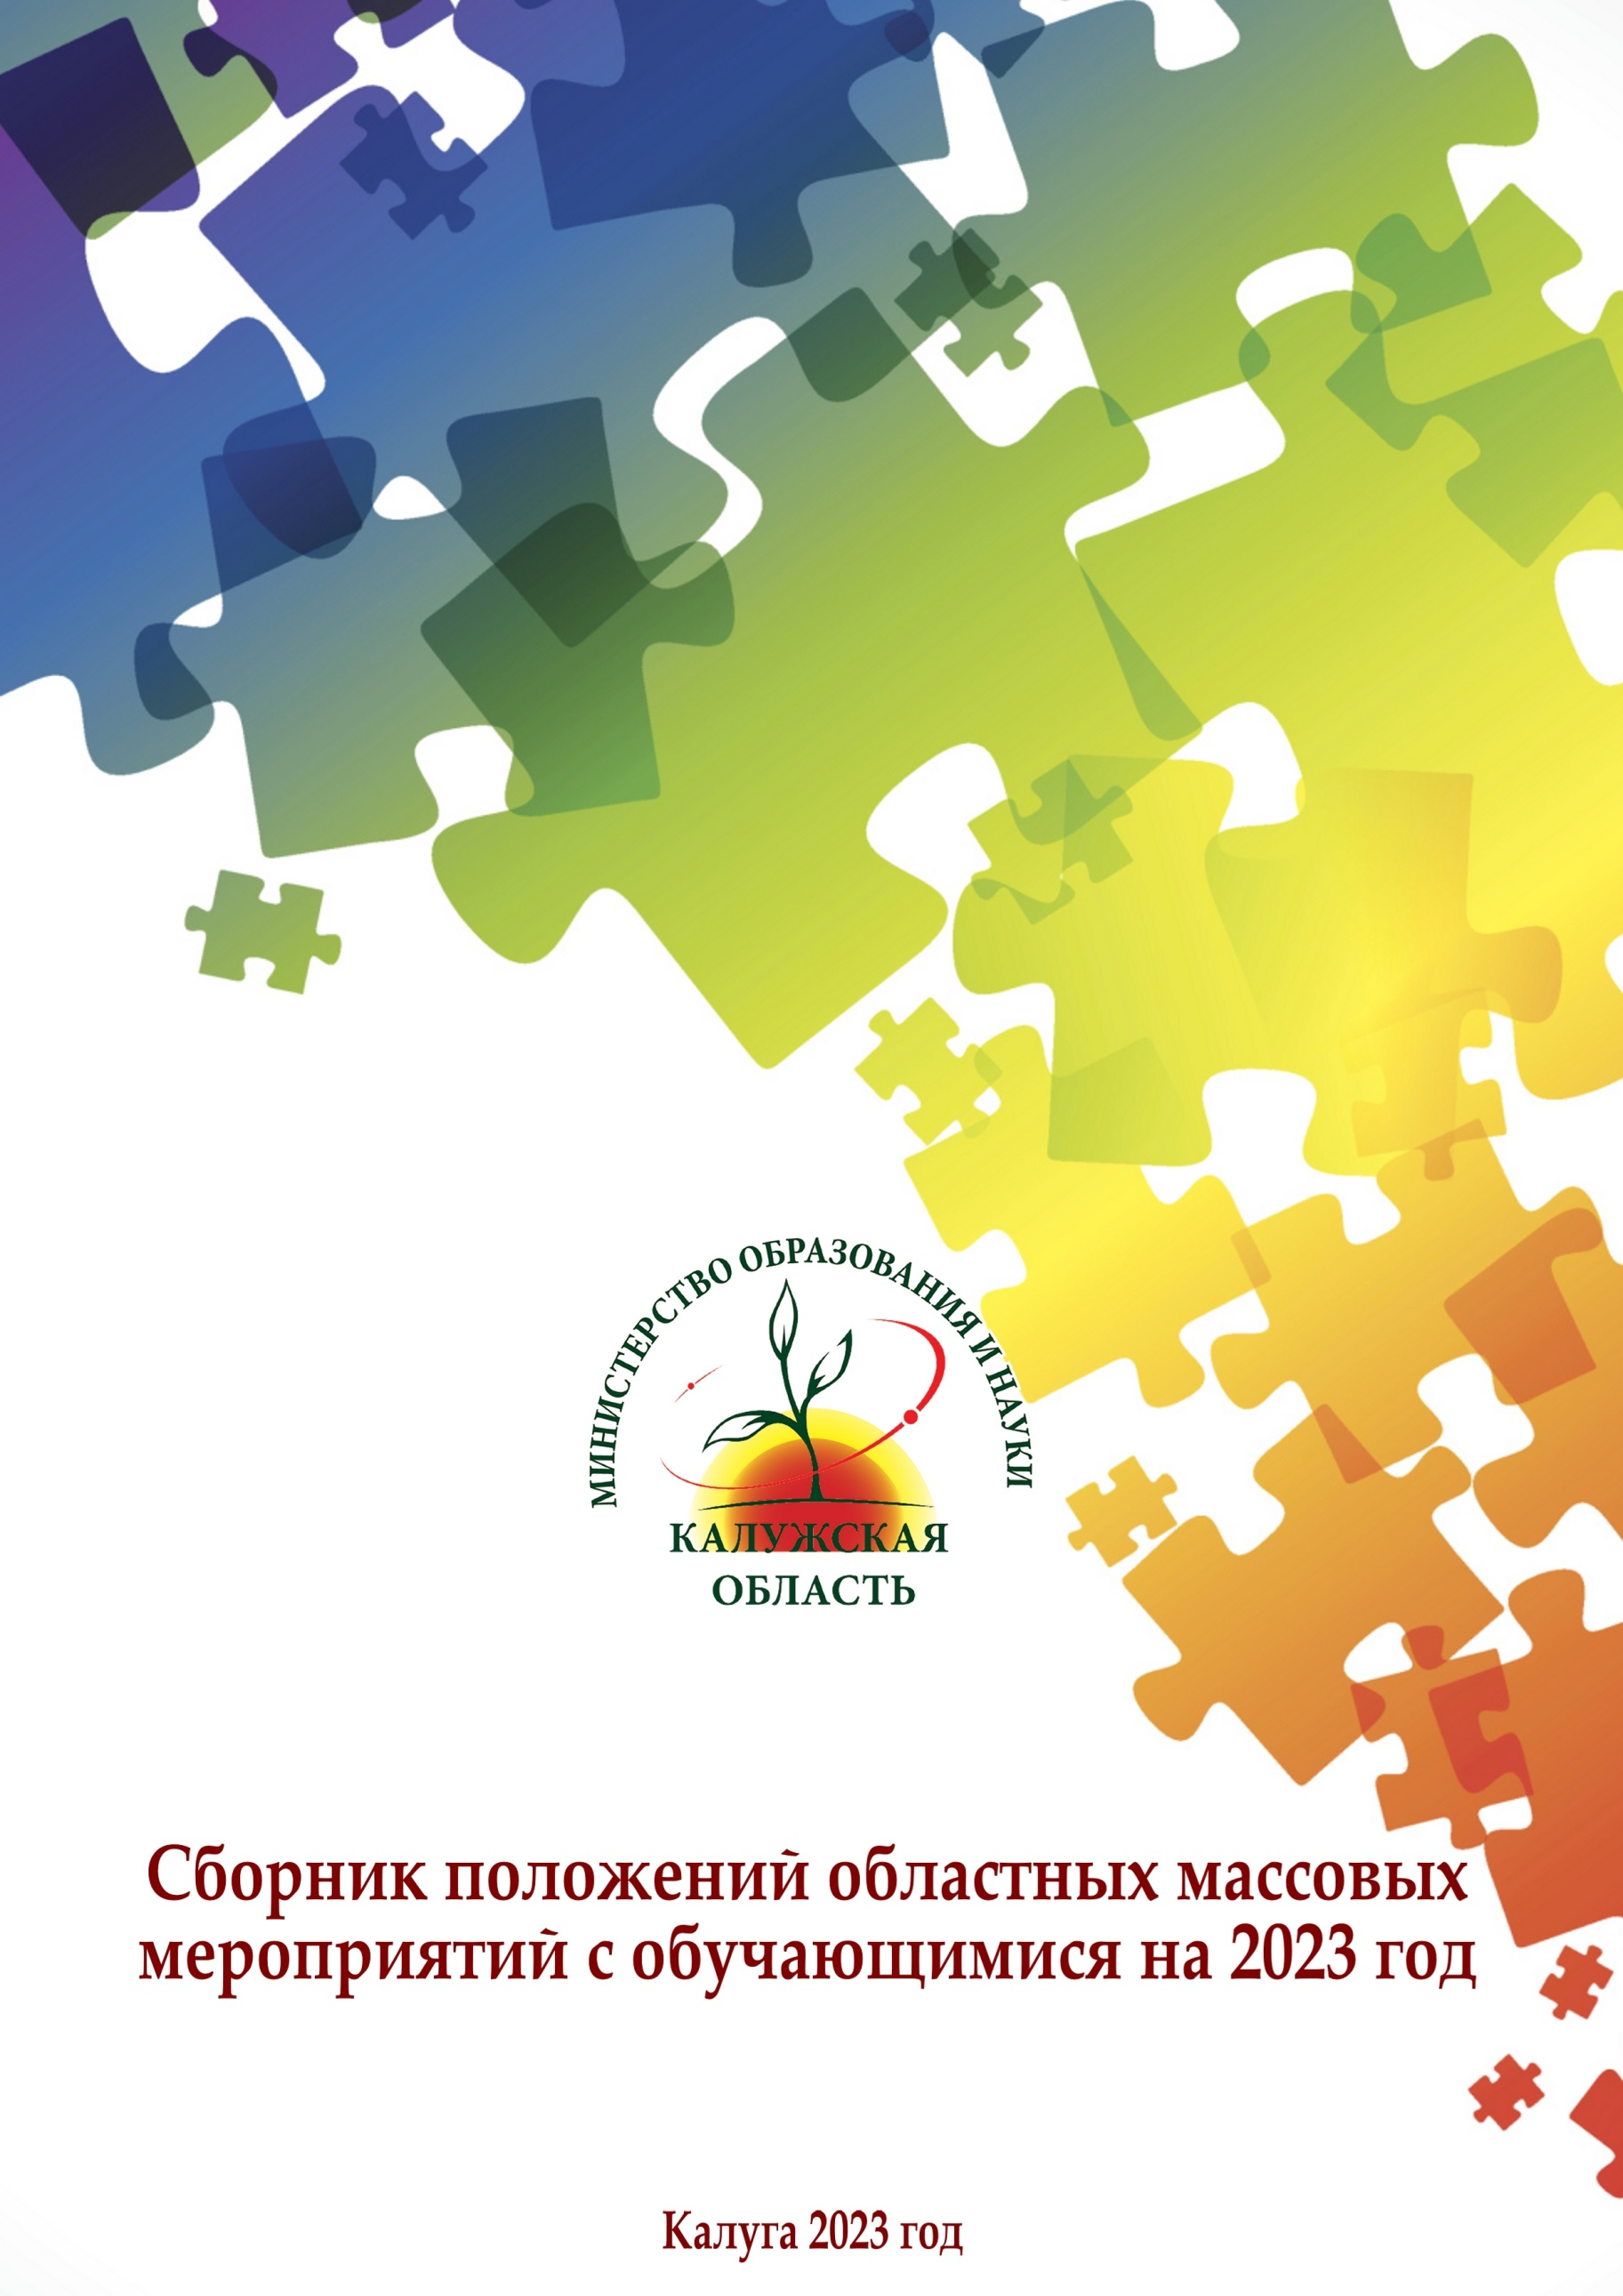 МИНИСТЕРСТВО ОБРАЗОВАНИЯ И НАУКИ
КАЛУЖСКАЯ
ОБЛАСТЬ
Сборник положений областных массовых
мероприятий с обучающимися на 2023 год
Калуга 2023 год